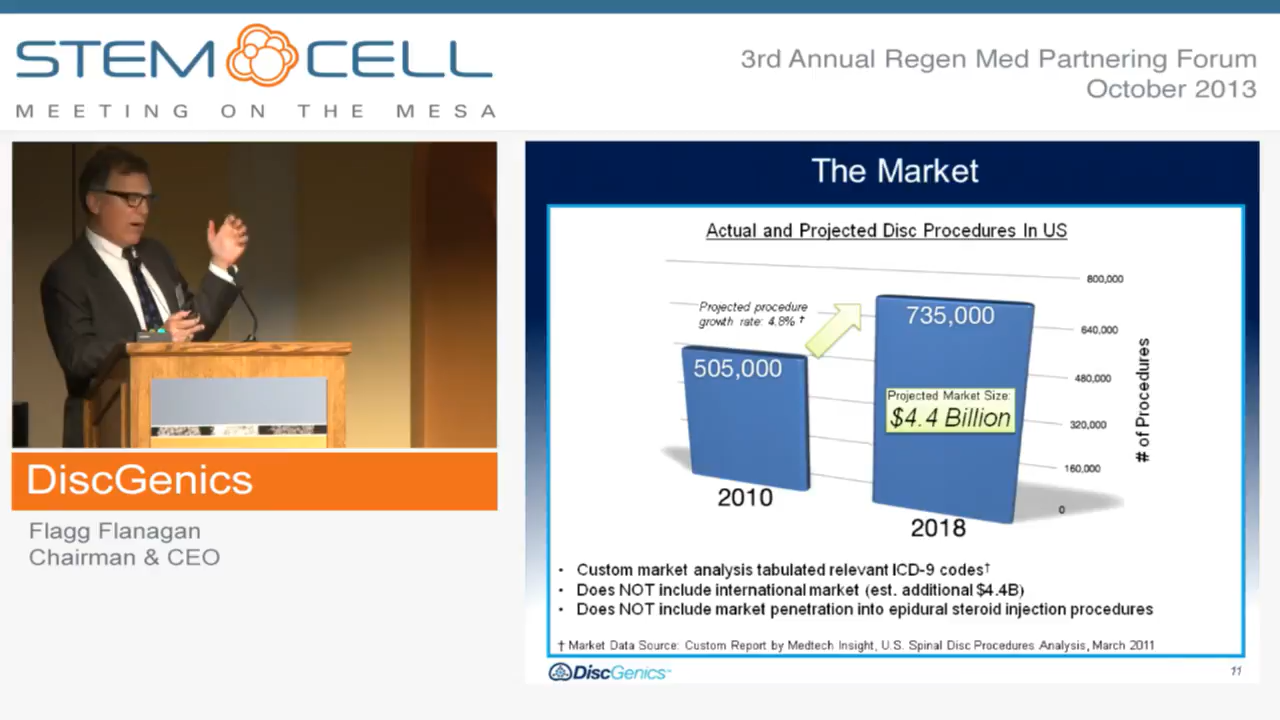 STEM CELL
MEETING ON THE MESA
3rd Annual Regen Med Partnering Forum
October 2013
DiscGenics
Flagg Flanagan
Chairman & CEO
The Market
Actual and Projected Disc Procedures In US
Projected procedure
growth rate: 4.8% †
505,000
735,000
Projected Market Size:
$4.4 Billion
800,000
640,000
480,000
320,000
160,000
0
# of Procedures
2010
2018
• Custom market analysis tabulated relevant ICD-9 codes†
• Does NOT include international market (est. additional $4.4B)
• Does NOT include market penetration into epidural steroid injection procedures
† Market Data Source: Custom Report by Medtech Insight, U.S. Spinal Disc Procedures Analysis, March 2011
DiscGenics™
11